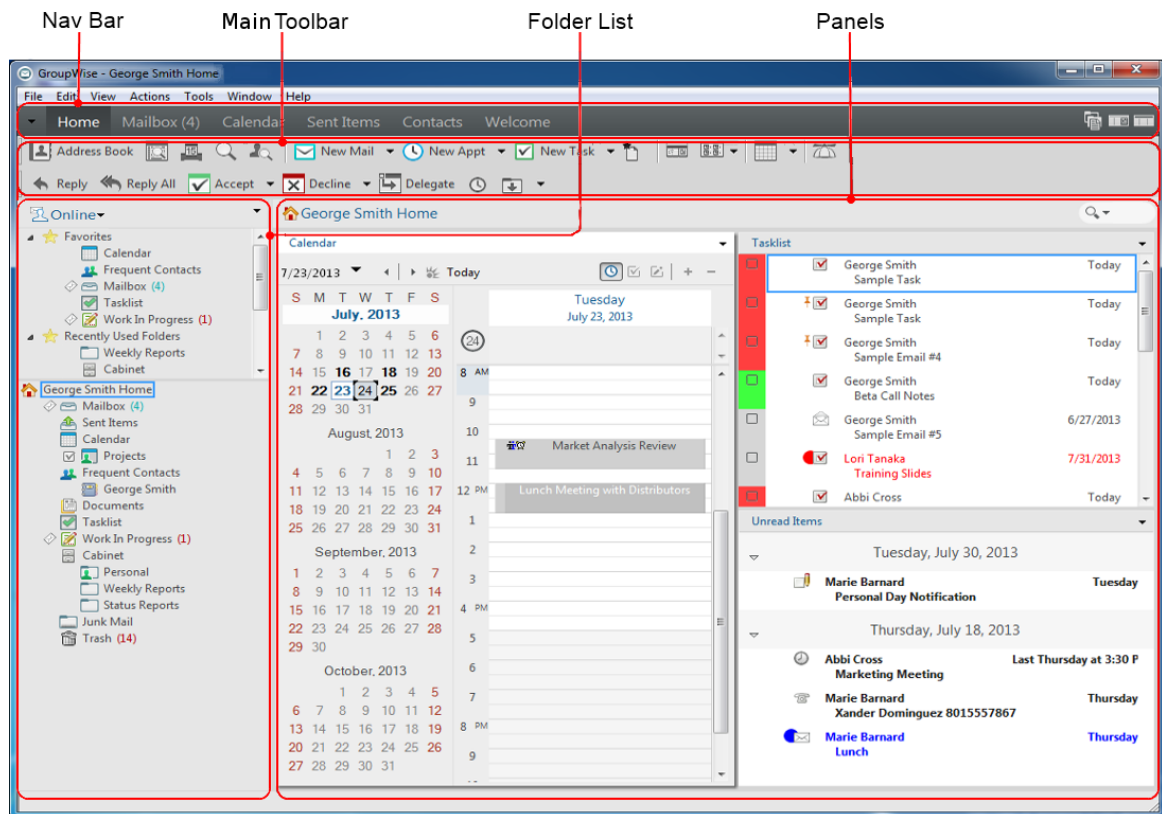 Nav Bar
Main Toolbar
Folder List
Panels
GroupWise - George Smith Home
File Edit View Actions Tools Window Help
Home Mailbox (4) Calendar Sent Items Contacts Welcome
Address Book New Mail New Appt New Task
Reply Reply All Accept Decline Delegate
Online
Favorites
Calendar
Frequent Contacts
Mailbox (4)
Tasklist
Work In Progress (1)
Recently Used Folders
Weekly Reports
Cabinet
George Smith Home
Mailbox (4)
Sent Items
Calendar
Projects
Frequent Contacts
George Smith
Documents
Tasklist
Work In Progress (1)
Cabinet
Personal
Weekly Reports
Status Reports
Junk Mail
Trash (14)
George Smith Home
Calendar
7/23/2013 Today
S M T W T F S
July, 2013
1 2 3 4 5 6
7 8 9 10 11 12 13
14 15 16 17 18 19 20
21 22 23 24 25 26 27
28 29 30 31
August, 2013
1 2 3
4 5 6 7 8 9 10
11 12 13 14 15 16 17
18 19 20 21 22 23 24
25 26 27 28 29 30 31
September, 2013
1 2 3 4 5 6 7
8 9 10 11 12 13 14
15 16 17 18 19 20 21
22 23 24 25 26 27 28
29 30
October, 2013
1 2 3 4 5
6 7 8 9 10 11 12
13 14 15 16 17 18 19
20 21 22 23 24 25 26
27 28 29 30 31
Tuesday
July 23, 2013
24
8 AM
9
10
Market Analysis Review
11
12 PM Lunch Meeting with Distributors
1
2
3
4 PM
5
6
7
8 PM
9
Tasklist
George Smith Today
Sample Task
George Smith Today
Sample Task
George Smith Today
Sample Email #4
George Smith Today
Beta Call Notes
George Smith 6/27/2013
Sample Email #5
Lori Tanaka 7/31/2013
Training Slides
Abbi Cross Today
Unread Items
Tuesday, July 30, 2013
Marie Barnard Tuesday
Personal Day Notification
Thursday, July 18, 2013
Abbi Cross Last Thursday at 3:30 P
Marketing Meeting
Marie Barnard Thursday
Xander Dominguez 8015557867
Marie Barnard Thursday
Lunch